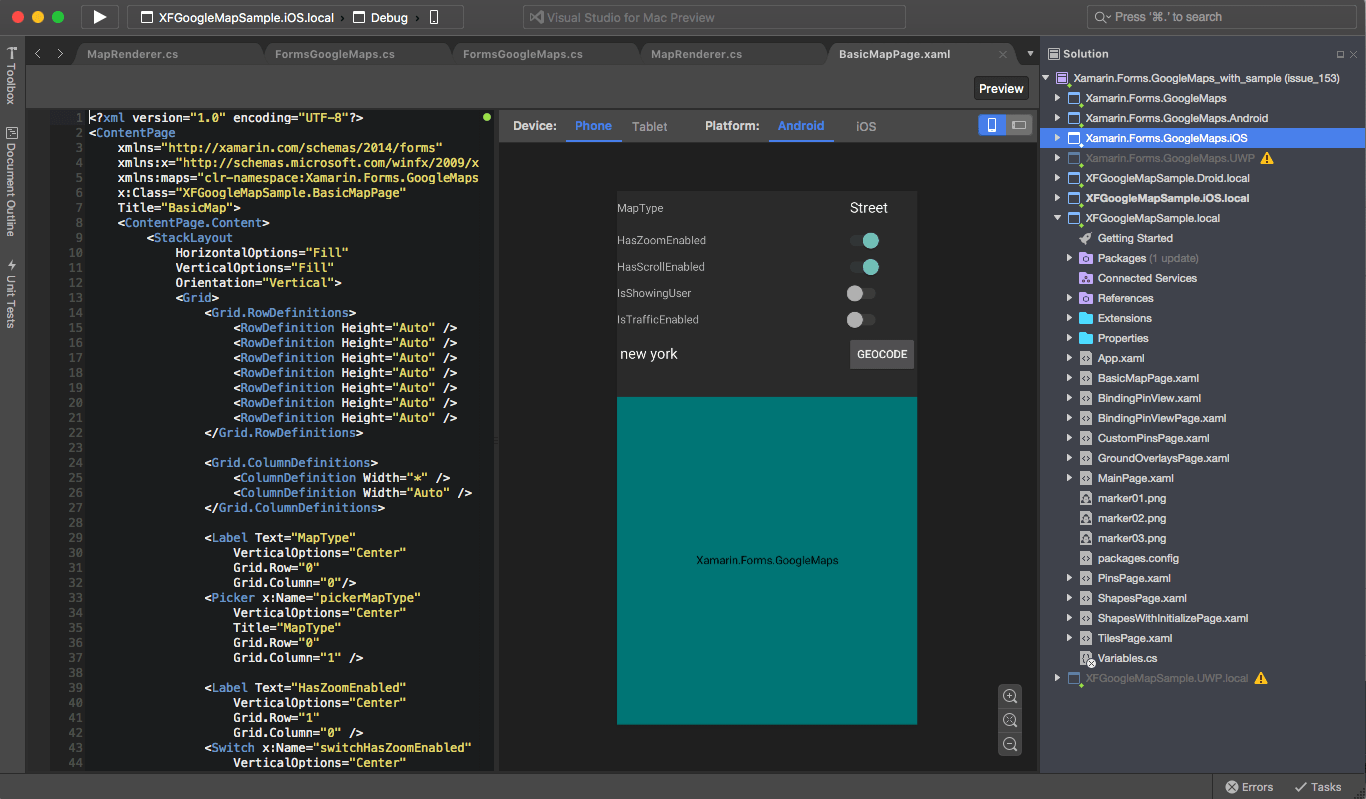 XFGoogleMapSample.iOS.local › Debug ›
Visual Studio for Mac Preview
Press '⌘.' to search
MapRenderer.cs
FormsGoogleMaps.cs
FormsGoogleMaps.cs
MapRenderer.cs
BasicMapPage.xaml
Toolbox
Document Outline
Unit Tests
Preview
1 <?xml version="1.0" encoding="UTF-8"?>
2 <ContentPage
3 xmlns="http://xamarin.com/schemas/2014/forms"
4 xmlns:x="http://schemas.microsoft.com/winfx/2009/x
5 xmlns:maps="clr-namespace:Xamarin.Forms.GoogleMaps
6 x:Class="XFGoogleMapSample.BasicMapPage"
7 Title="BasicMap">
8 <ContentPage.Content>
9 <StackLayout
10 HorizontalOptions="Fill"
11 VerticalOptions="Fill"
12 Orientation="Vertical">
13 <Grid>
14 <Grid.RowDefinitions>
15 <RowDefinition Height="Auto" />
16 <RowDefinition Height="Auto" />
17 <RowDefinition Height="Auto" />
18 <RowDefinition Height="Auto" />
19 <RowDefinition Height="Auto" />
20 <RowDefinition Height="Auto" />
21 <RowDefinition Height="Auto" />
22 </Grid.RowDefinitions>
23
24 <Grid.ColumnDefinitions>
25 <ColumnDefinition Width="*" />
26 <ColumnDefinition Width="Auto" />
27 </Grid.ColumnDefinitions>
28
29 <Label Text="MapType"
30 VerticalOptions="Center"
31 Grid.Row="0"
32 Grid.Column="0"/>
33 <Picker x:Name="pickerMapType"
34 VerticalOptions="Center"
35 Title="MapType"
36 Grid.Row="0"
37 Grid.Column="1" />
38
39 <Label Text="HasZoomEnabled"
40 VerticalOptions="Center"
41 Grid.Row="1"
42 Grid.Column="0" />
43 <Switch x:Name="switchHasZoomEnabled"
44 VerticalOptions="Center"
Device: Phone Tablet Platform: Android iOS
MapType Street
HasZoomEnabled
HasScrollEnabled
IsShowingUser
IsTrafficEnabled
new york GEOCODE
Xamarin.Forms.GoogleMaps
Solution
Xamarin.Forms.GoogleMaps_with_sample (issue_153)
Xamarin.Forms.GoogleMaps
Xamarin.Forms.GoogleMaps.Android
Xamarin.Forms.GoogleMaps.iOS
Xamarin.Forms.GoogleMaps.UWP
XFGoogleMapSample.Droid.local
XFGoogleMapSample.iOS.local
XFGoogleMapSample.local
Getting Started
Packages (1 update)
Connected Services
References
Extensions
Properties
App.xaml
BasicMapPage.xaml
BindingPinView.xaml
BindingPinViewPage.xaml
CustomPinsPage.xaml
GroundOverlaysPage.xaml
MainPage.xaml
marker01.png
marker02.png
marker03.png
packages.config
PinsPage.xaml
ShapesPage.xaml
ShapesWithInitializePage.xaml
TilesPage.xaml
Variables.cs
XFGoogleMapSample.UWP.local
Errors
Tasks